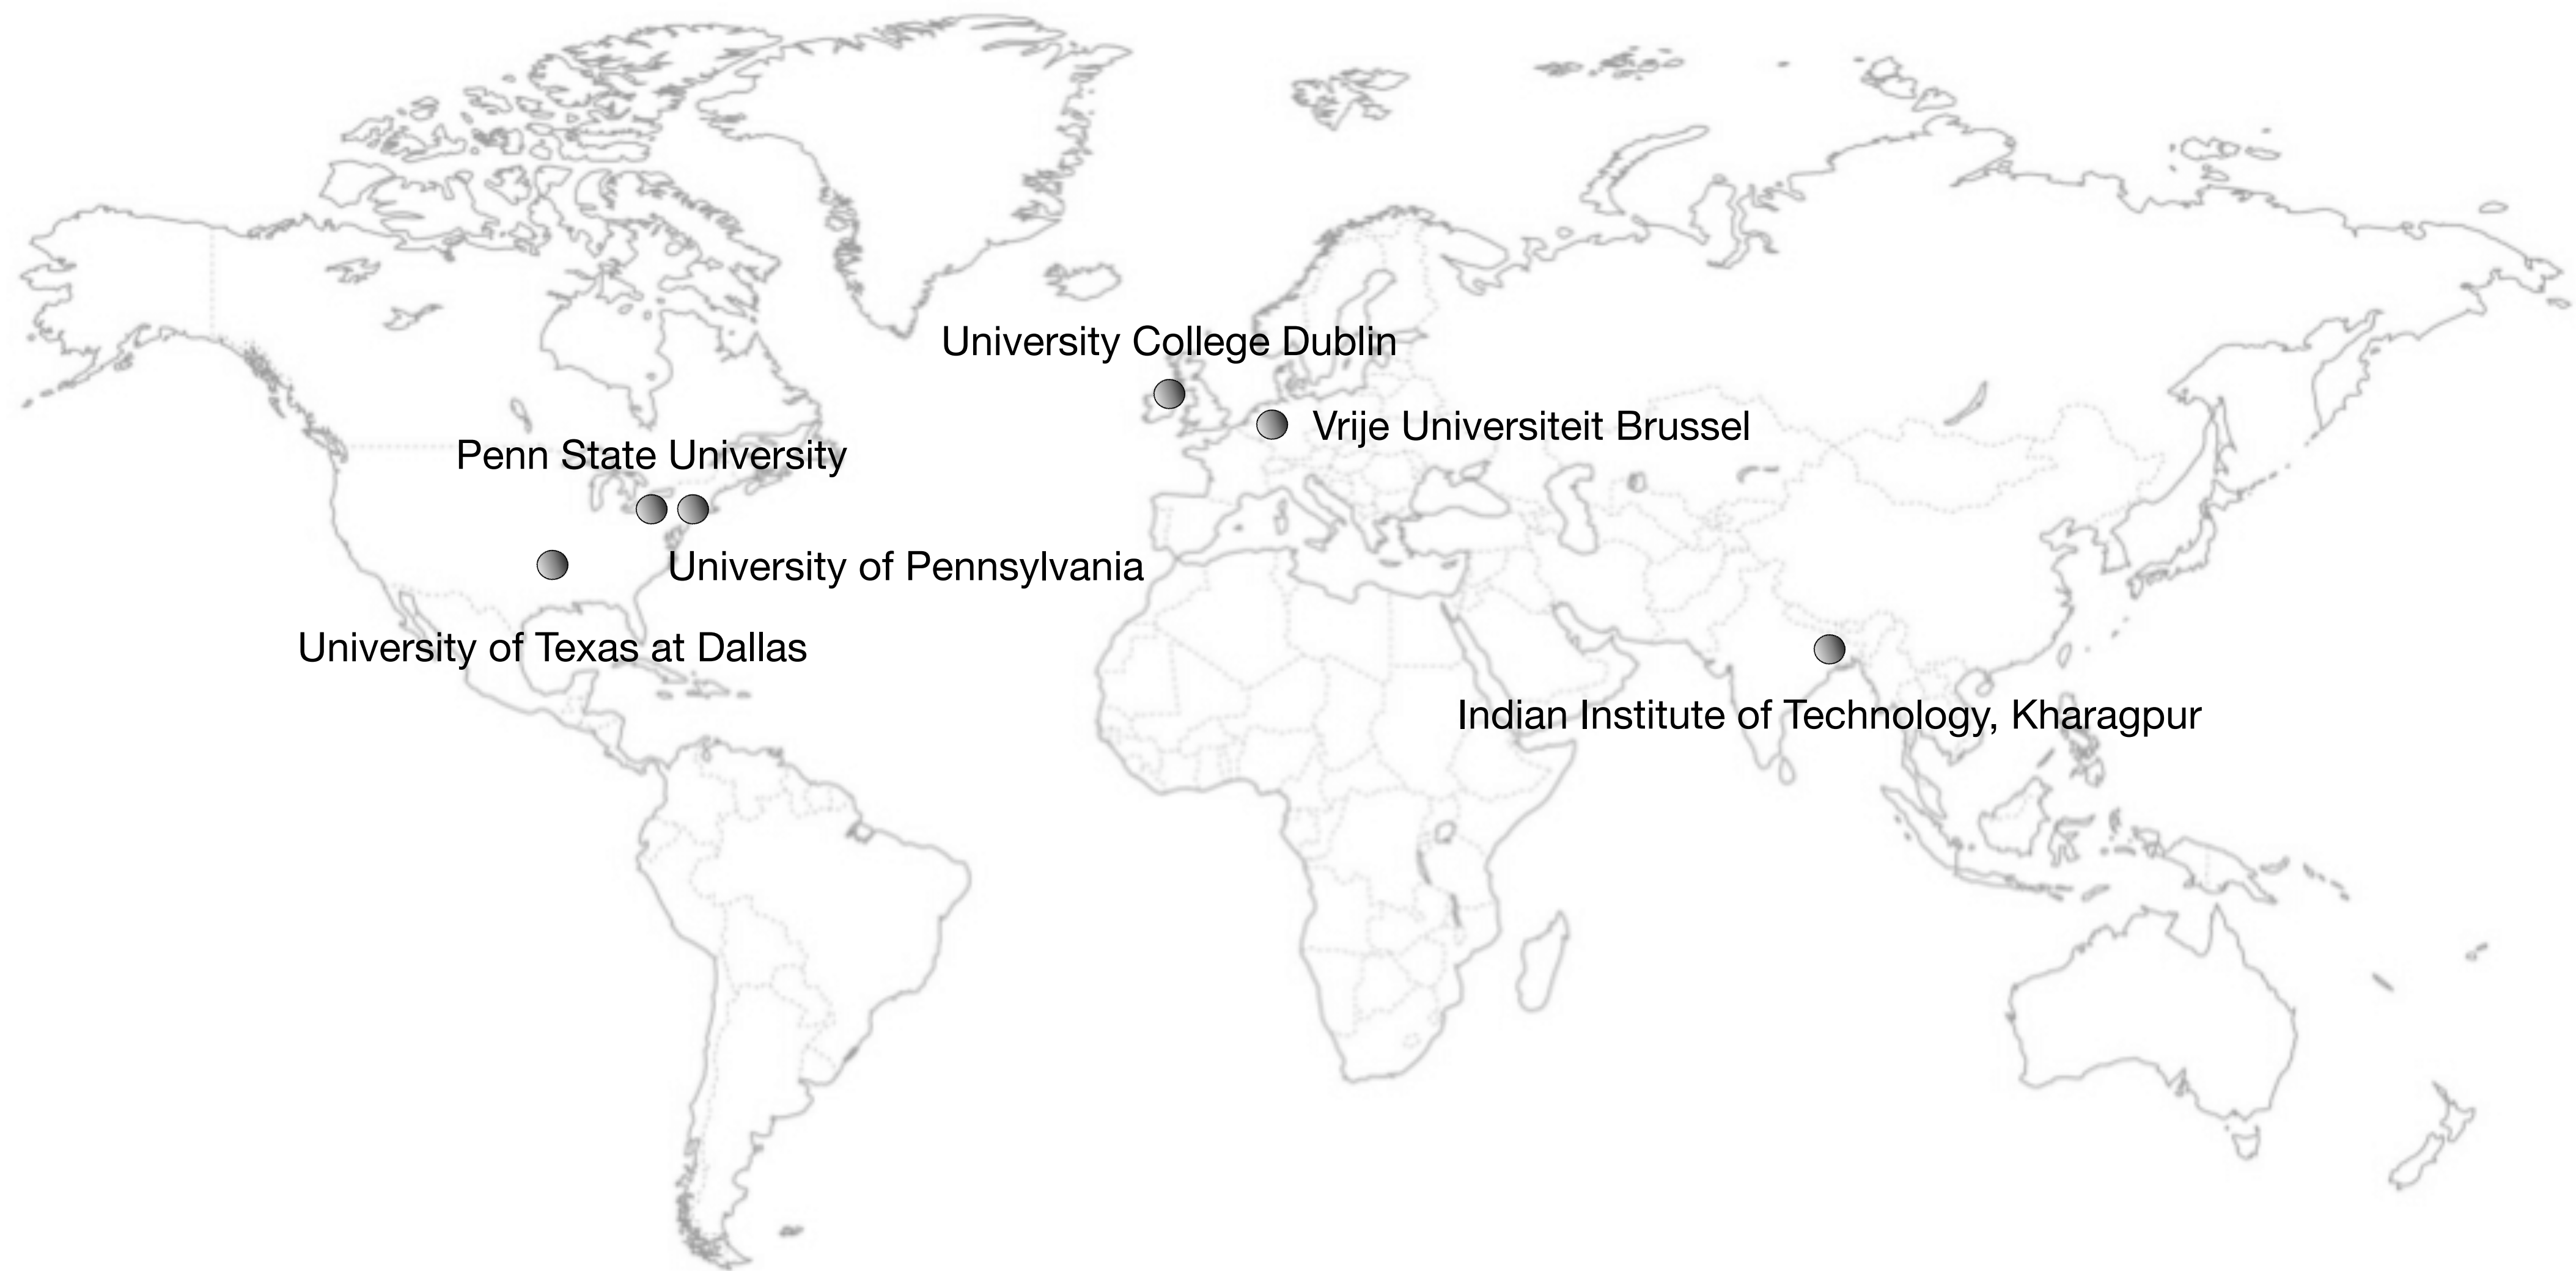 University College Dublin
Vrije Universiteit Brussel
Penn State University
University of Pennsylvania
University of Texas at Dallas
Indian Institute of Technology, Kharagpur